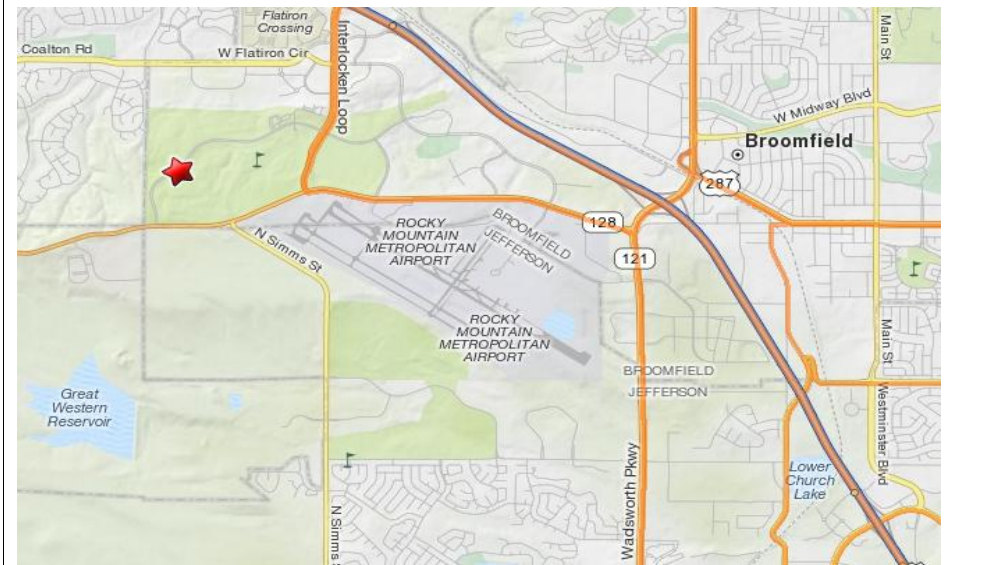 Flatiron
Crossing
Coalton Rd
W Flatiron Cir
Interlocken Loop
Main St
W Midway Blvd
Broomfield
287
128
121
BROOMFIELD
JEFFERSON
ROCKY
MOUNTAIN
METROPOLITAN
AIRPORT
N Simms St
ROCKY
MOUNTAIN
METROPOLITAN
AIRPORT
Main St
BROOMFIELD
JEFFERSON
Great
Western
Reservoir
Westminster Blvd
Lower
Church
Lake
Wadsworth Pkwy
N Simms